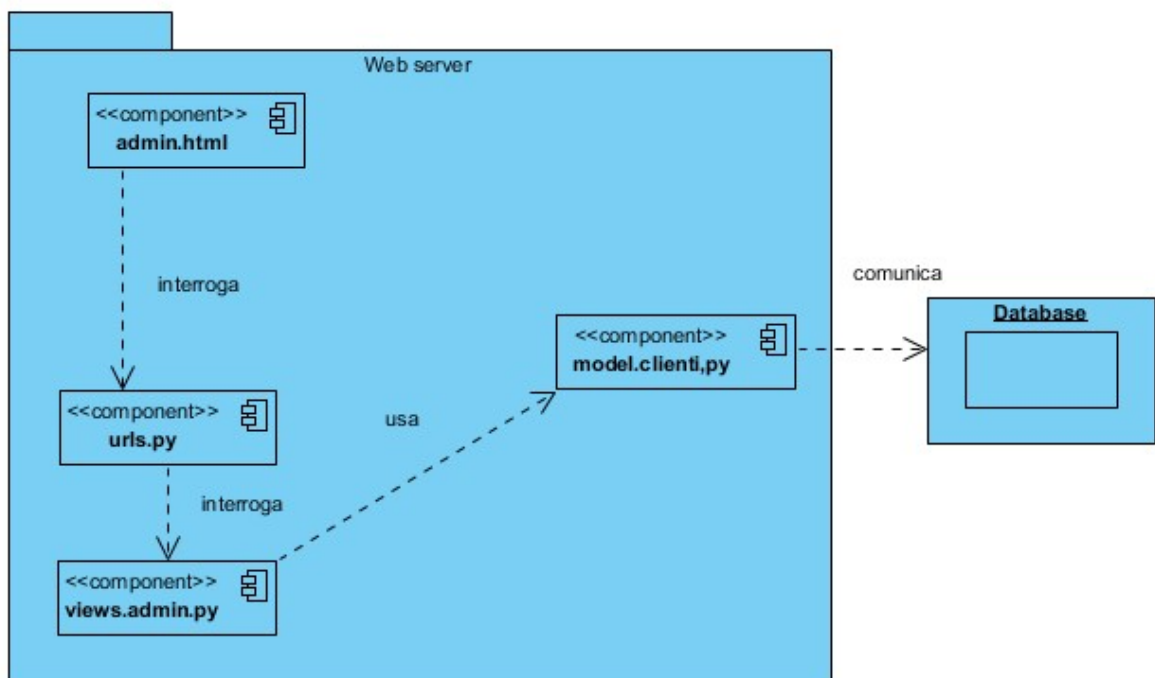 Web server
<<component>>
admin.html
interroga
<<component>>
urls.py
interroga
<<component>>
views.admin.py
usa
<<component>>
model.clienti,py
comunica
Database